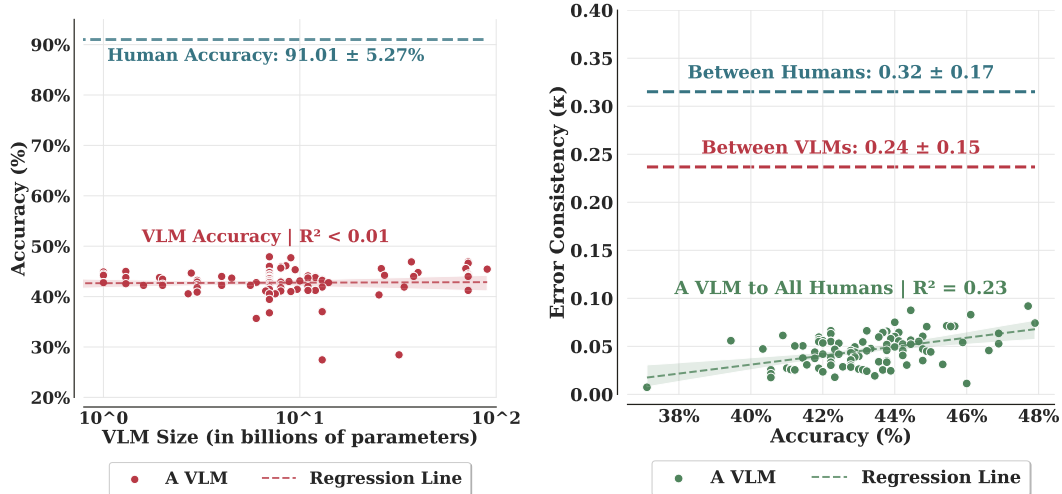 90%
80%
70%
60%
50%
40%
30%
20%
Accuracy (%)
Human Accuracy: 91.01 ± 5.27%
VLM Accuracy | R² < 0.01
10^0
10^1
10^2
VLM Size (in billions of parameters)
A VLM
Regression Line
0.40
0.35
0.30
0.25
0.20
0.15
0.10
0.05
0.00
Error Consistency (κ)
Between Humans: 0.32 ± 0.17
Between VLMs: 0.24 ± 0.15
A VLM to All Humans | R² = 0.23
38%
40%
42%
44%
46%
48%
Accuracy (%)
A VLM
Regression Line